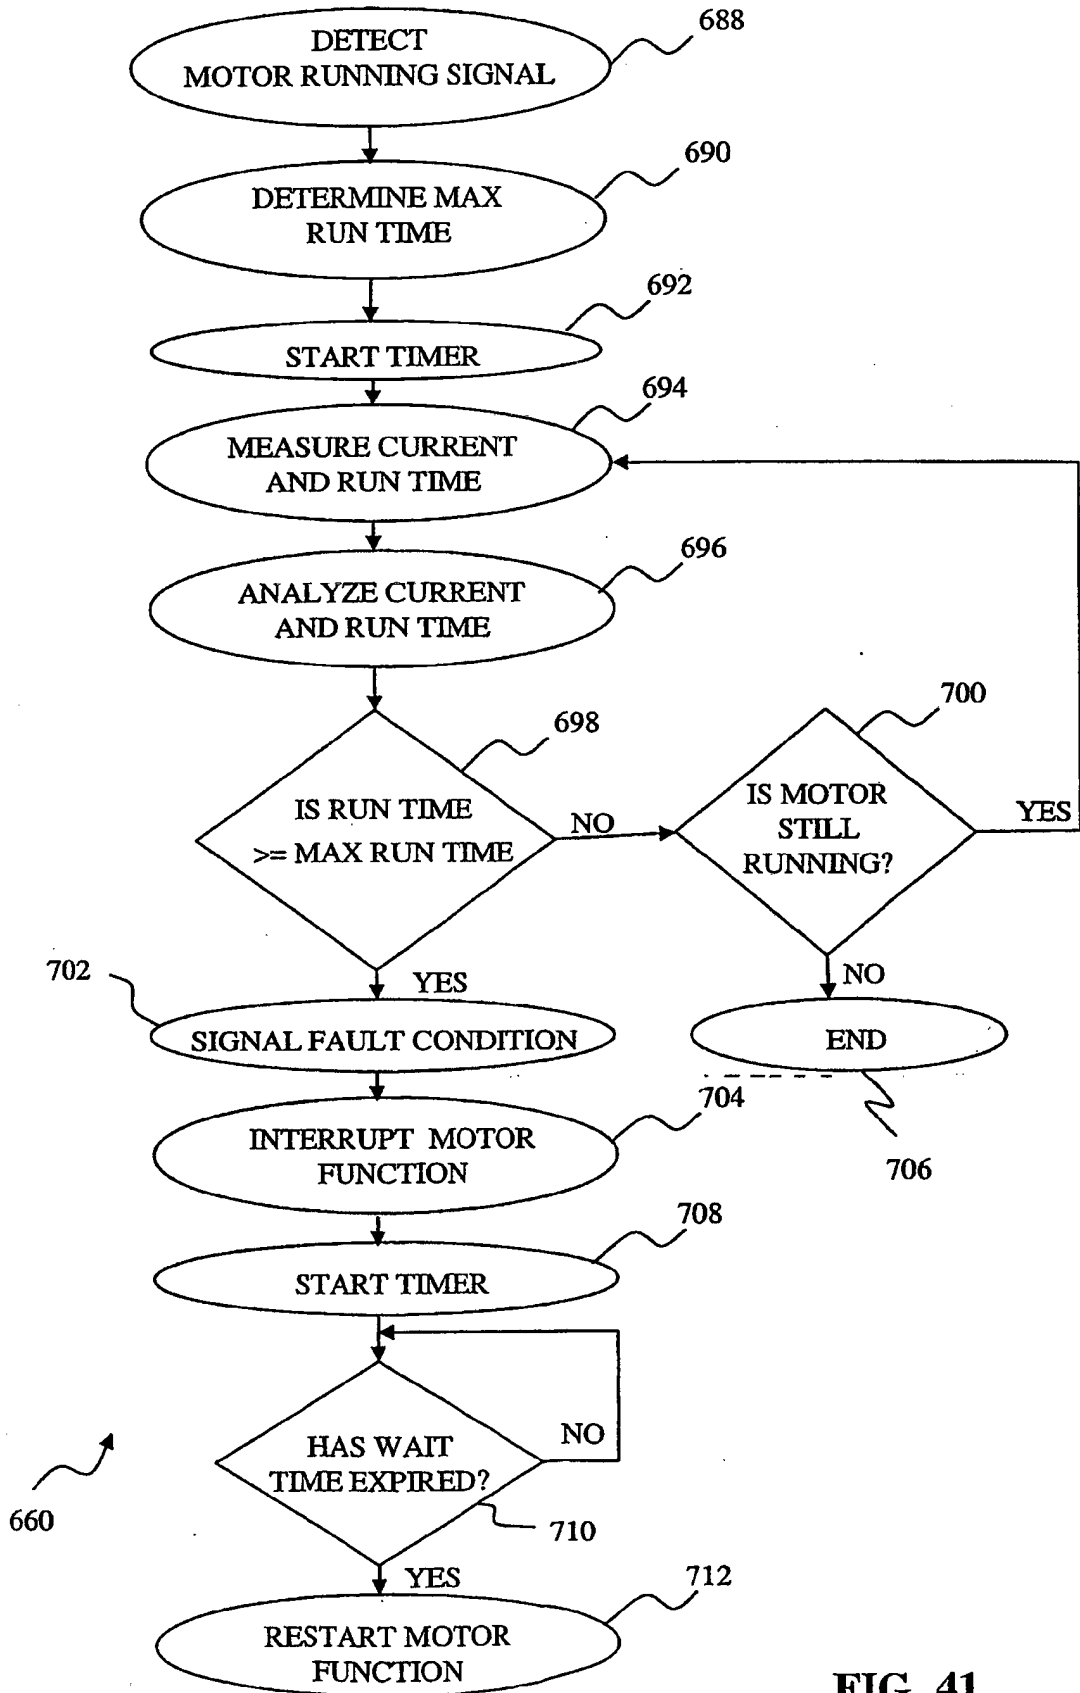 DETECT
MOTOR RUNNING SIGNAL
688
DETERMINE MAX
RUN TIME
690
START TIMER
692
MEASURE CURRENT
AND RUN TIME
694
ANALYZE CURRENT
AND RUN TIME
696
IS RUN TIME
>= MAX RUN TIME
698
NO
IS MOTOR
STILL
RUNNING?
700
YES
NO
END
706
YES
702
SIGNAL FAULT CONDITION
INTERRUPT MOTOR
FUNCTION
704
START TIMER
708
HAS WAIT
TIME EXPIRED?
NO
710
660
YES
RESTART MOTOR
FUNCTION
712
FIG. 41